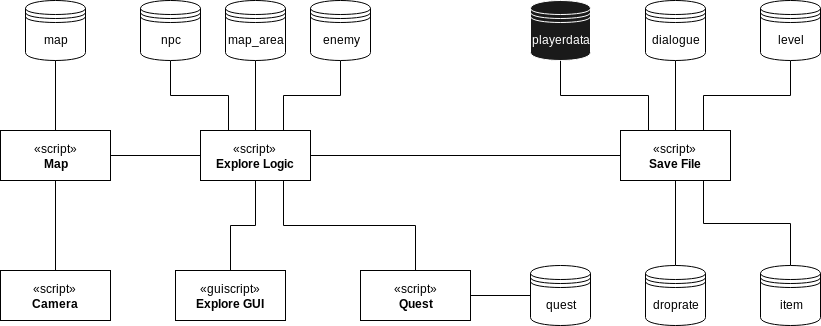 map
npc
map_area
enemy
playerdata
dialogue
level
«script»
Map
«script»
Explore Logic
«script»
Save File
«script»
Camera
«guiscript»
Explore GUI
«script»
Quest
quest
droprate
item